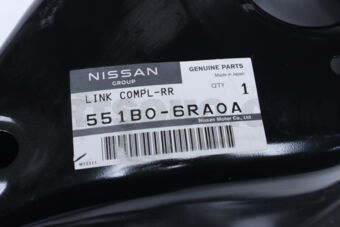 NISSAN
GROUP
GENUINE PARTS
Made in Japan
LINK COMPL-RR
QTY
1
551B0-6RA0A
Nissan Motor Co., Ltd.